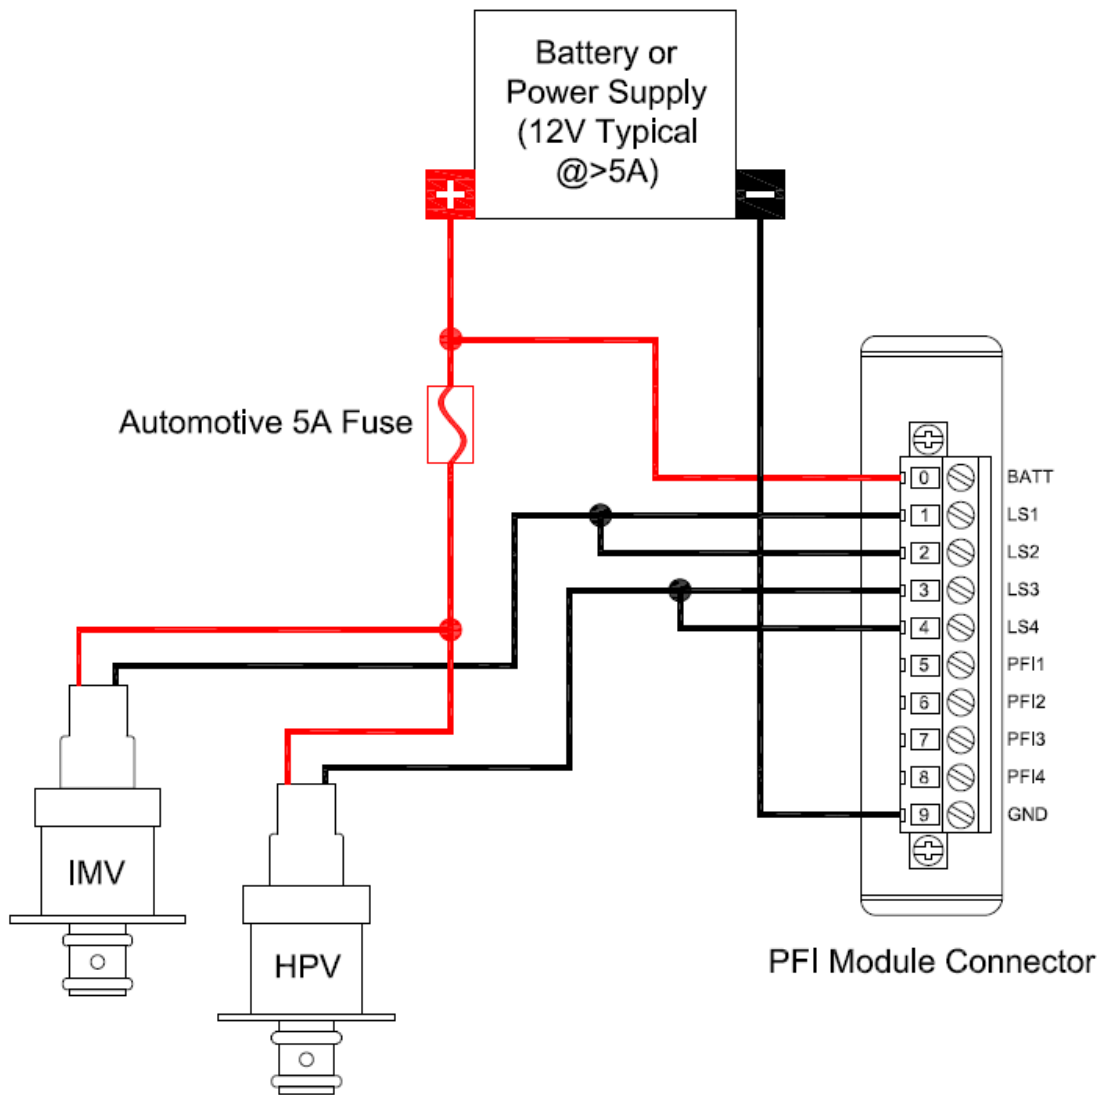 Battery or
Power Supply
(12V Typical
@>5A)
Automotive 5A Fuse
0 BATT
1 LS1
2 LS2
3 LS3
4 LS4
5 PFI1
6 PFI2
7 PFI3
8 PFI4
9 GND
IMV
HPV
PFI Module Connector